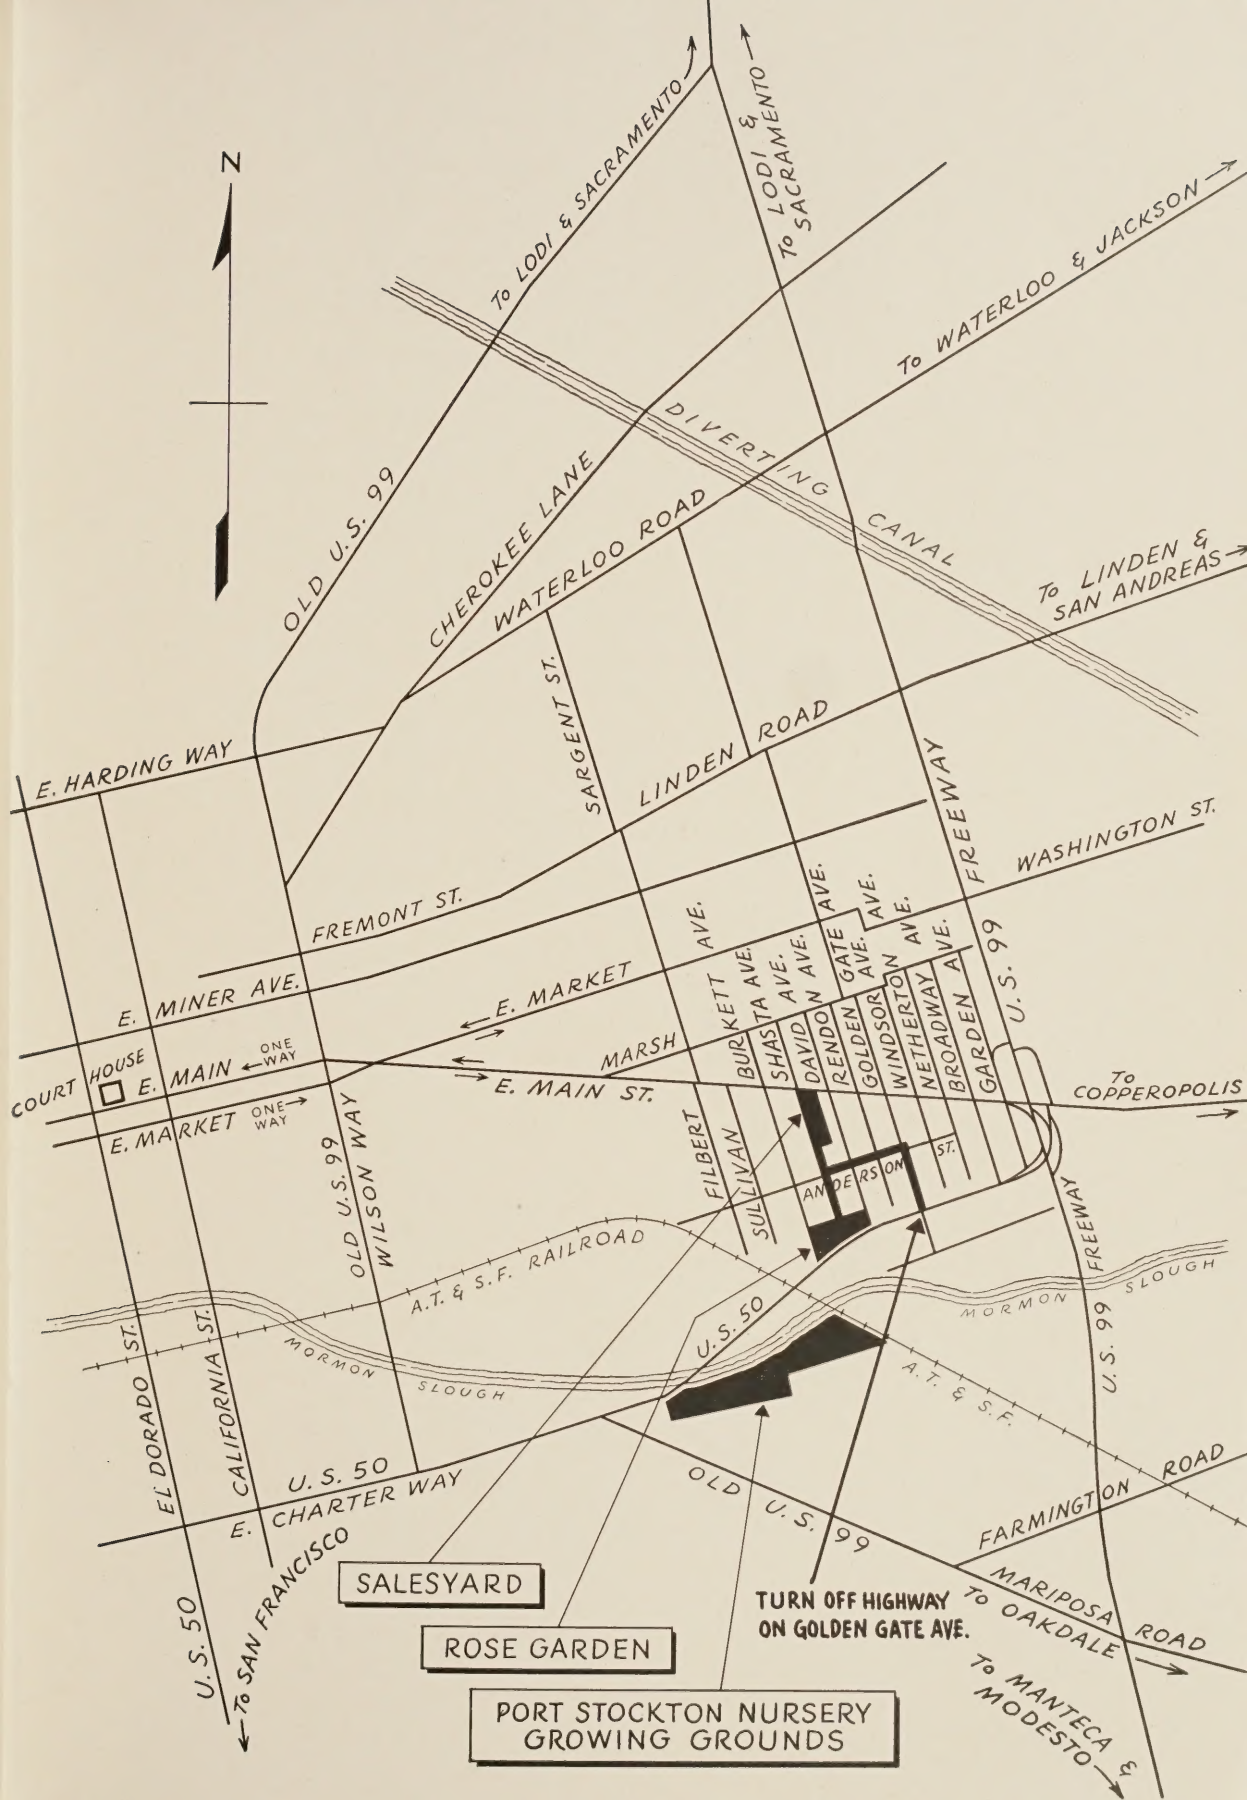 N
To LODI & SACRAMENTO
To LODI &
SACRAMENTO
To WATERLOO & JACKSON
OLD U.S. 99
CHEROKEE LANE
WATERLOO ROAD
DIVERTING CANAL
To LINDEN &
SAN ANDREAS
SARGENT ST.
LINDEN ROAD
E. HARDING WAY
FREEWAY
U.S. 99
WASHINGTON ST.
FREMONT ST.
E. MINER AVE.
E. MARKET
COURT HOUSE
E. MAIN
ONE
WAY
E. MARKET
ONE
WAY
MARSH
E. MAIN ST.
BURKETT AVE.
SHASTA AVE.
DAVID AVE.
RENDON AVE.
GOLDEN GATE AVE.
WINDSOR AVE.
NETHERTON AVE.
BROADWAY AVE.
GARDEN AVE.
To
COPPEROPOLIS
FILBERT
SULLIVAN
ANDERSON ST.
OLD U.S. 99
WILSON WAY
A.T. & S.F. RAILROAD
U.S. 50
MORMON SLOUGH
MORMON SLOUGH
FREEWAY
U.S. 99
A.T. & S.F.
EL DORADO ST.
CALIFORNIA ST.
U.S. 50
E. CHARTER WAY
OLD U.S. 99
FARMINGTON ROAD
MARIPOSA ROAD
To OAKDALE
U.S. 50
To SAN FRANCISCO
SALESYARD
ROSE GARDEN
TURN OFF HIGHWAY
ON GOLDEN GATE AVE.
PORT STOCKTON NURSERY
GROWING GROUNDS
To MANTECA &
MODESTO